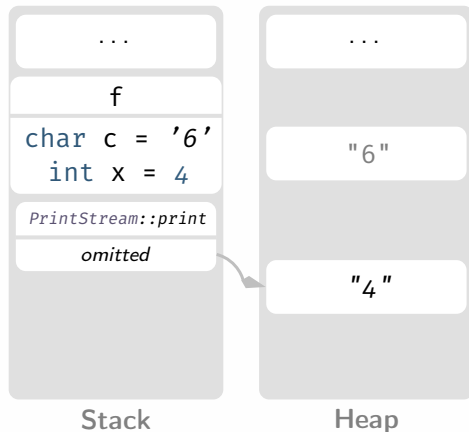 ...
f
char c = '6'
int x = 4
PrintStream::print
omitted
Stack
...
"6"
"4"
Heap